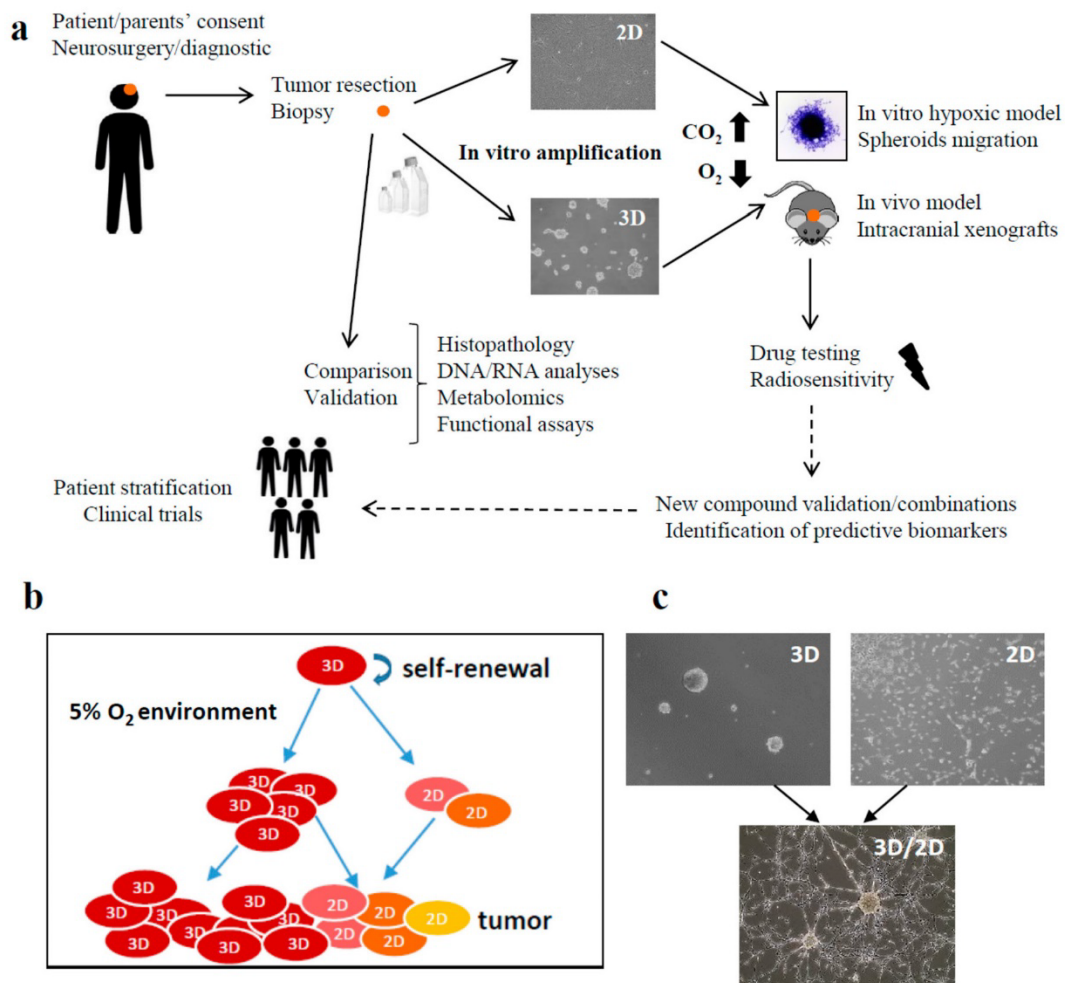 a
Patient/parents’ consent
Neurosurgery/diagnostic
Tumor resection
Biopsy
In vitro amplification
2D
3D
CO₂
O₂
In vitro hypoxic model
Spheroids migration
In vivo model
Intracranial xenografts
Comparison
Validation
Histopathology
DNA/RNA analyses
Metabolomics
Functional assays
Drug testing
Radiosensitivity
New compound validation/combinations
Identification of predictive biomarkers
Patient stratification
Clinical trials
b
3D
self-renewal
5% O₂ environment
3D
3D
3D
3D
3D
3D
2D
2D
3D
3D
3D
3D
3D
3D
3D
3D
3D
2D
2D
2D
2D
2D
tumor
c
3D
2D
3D/2D